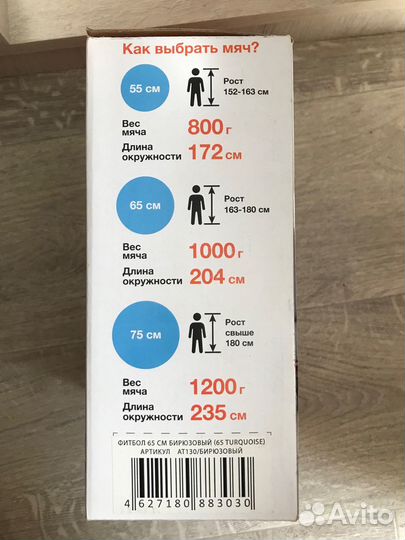 Как выбрать мяч?
55 см
Рост
152-163 см
Вес
мяча
800 г
Длина
окружности
172 см
65 см
Рост
163-180 см
Вес
мяча
1000 г
Длина
окружности
204 см
75 см
Рост
свыше
180 см
Вес
мяча
1200 г
Длина
окружности
235 см
ФИТБОЛ 65 СМ БИРЮЗОВЫЙ (65 TURQUOISE)
АРТИКУЛ АТ130/БИРЮЗОВЫЙ
4 627180 883030
Avito